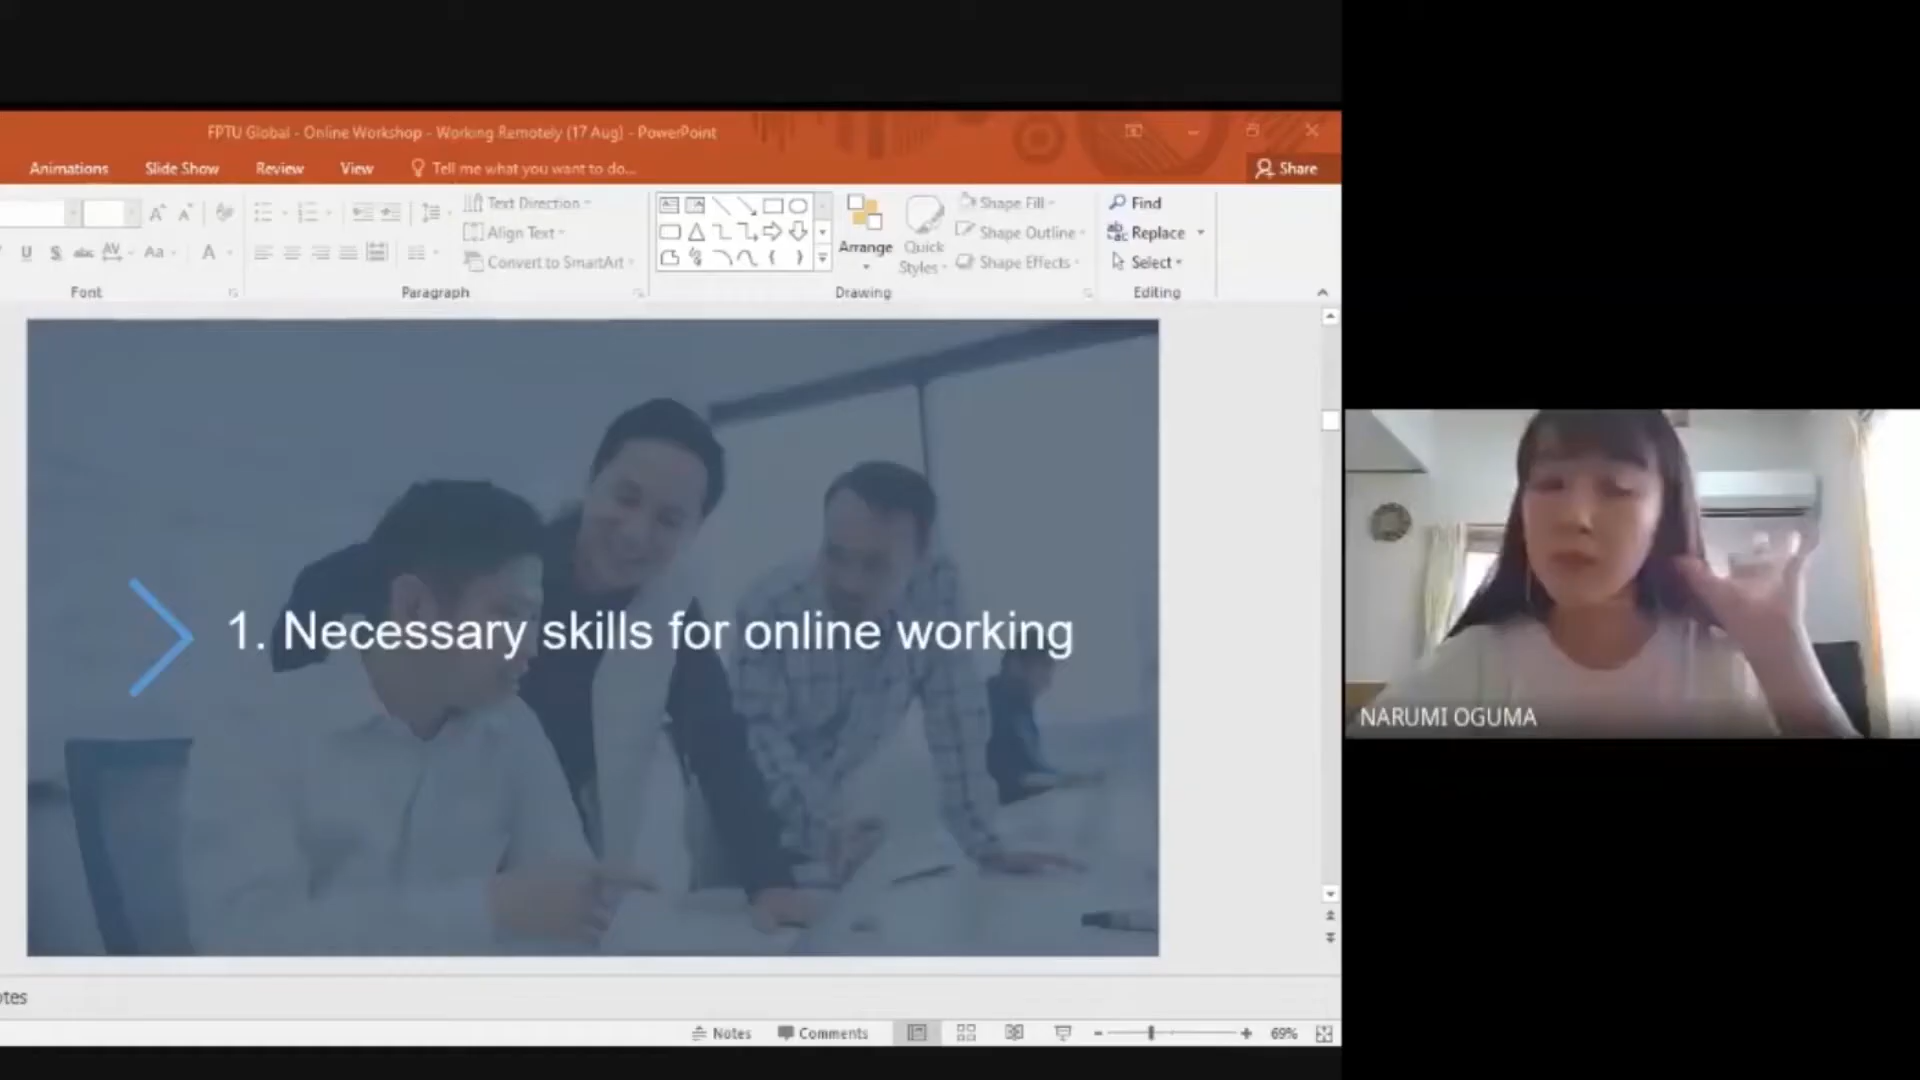 FPTU Global - Online Workshop - Working Remotely (17 Aug) - PowerPoint
Animations Slide Show Review View Tell me what you want to do... Share
Text Direction
Align Text
Convert to SmartArt
Arrange
Quick
Styles
Shape Fill
Shape Outline
Shape Effects
Find
Replace
Select
Font Paragraph Drawing Editing
1. Necessary skills for online working
NARUMI OGUMA
otes
Notes Comments 69%